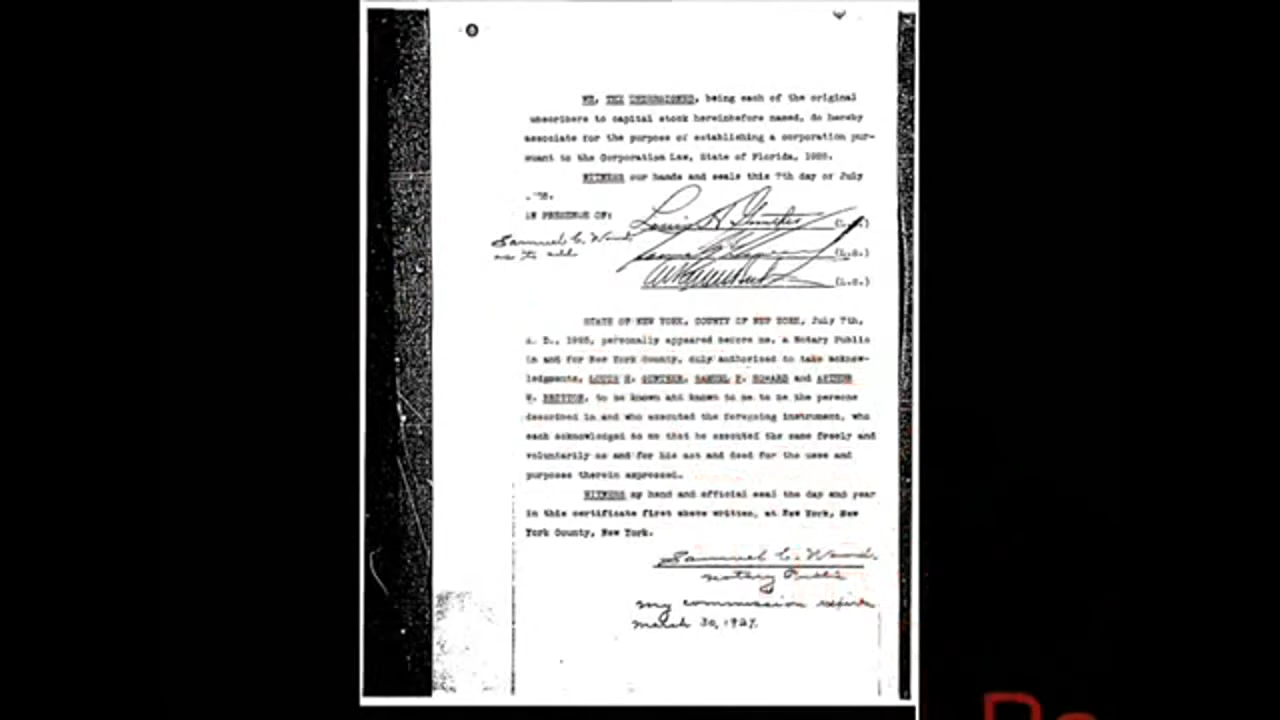 WE, THE UNDERSIGNED, being each of the original
ubscribers to capital stock hereinbefore named, do hereby
associate for the purpose of establishing a corporation pur-
suant to the Corporation Law, State of Florida, 1925.
WITNESS our hands and seals this 7th day of July
IN PRESENCE OF:
Samuel C. Wood
as to all
(L.S.)
(L.S.)
(L.S.)
STATE OF NEW YORK, COUNTY OF NEW YORK, July 7th,
A. D., 1925, personally appeared before me, a Notary Public
in and for New York County, duly authorized to take acknow-
ledgments, LOUIS H. GUNTHER, SAMUEL P. HOWARD and ARTHUR
W. BRITTON, to be known and known to me to be the persons
described in and who executed the foregoing instrument, who
each acknowledged to me that he executed the same freely and
voluntarily as and for his act and deed for the uses and
purposes therein expressed.
WITNESS my hand and official seal the day and year
in this certificate first above written, at New York, New
York County, New York.
Samuel C. Wood.
Notary Public
My commission expires
March 30, 1927.